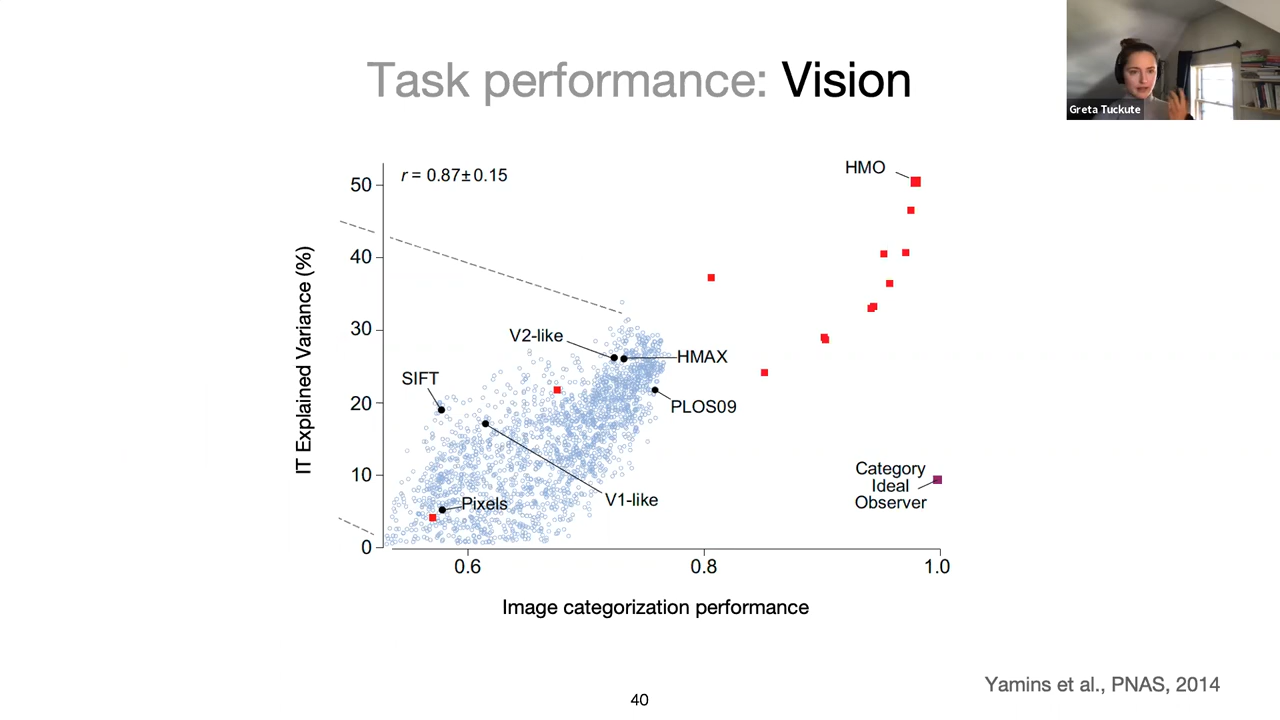 Task performance: Vision
Greta Tuckute
r = 0.87±0.15
HMO
50
40
30
20
10
0
IT Explained Variance (%)
V2-like
HMAX
SIFT
PLOS09
Category
Ideal
Observer
Pixels
V1-like
0.6
0.8
1.0
Image categorization performance
Yamins et al., PNAS, 2014
40